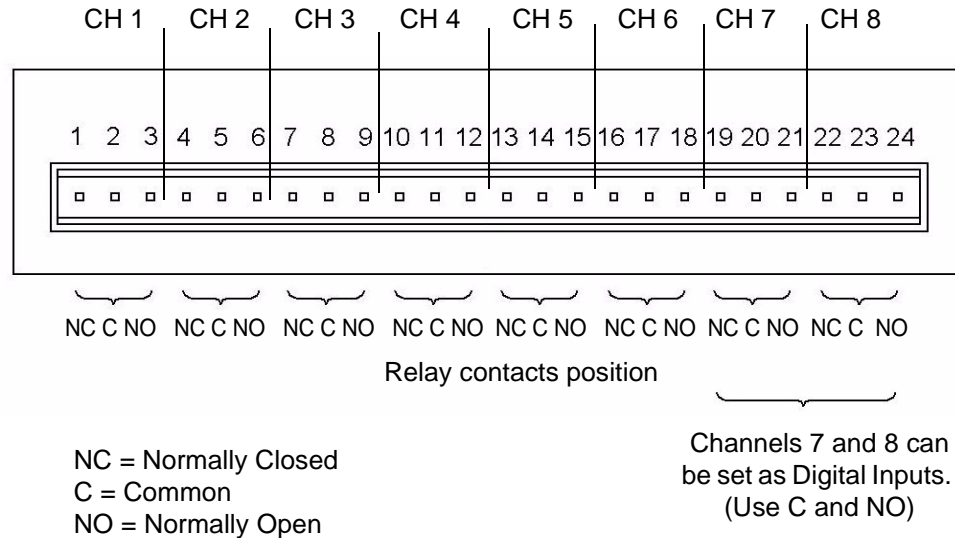 CH 1 CH 2 CH 3 CH 4 CH 5 CH 6 CH 7 CH 8
1 2 3 4 5 6 7 8 9 10 11 12 13 14 15 16 17 18 19 20 21 22 23 24
NC C NO NC C NO NC C NO NC C NO NC C NO NC C NO NC C NO NC C NO
Relay contacts position
NC = Normally Closed
C = Common
NO = Normally Open
Channels 7 and 8 can
be set as Digital Inputs.
(Use C and NO)